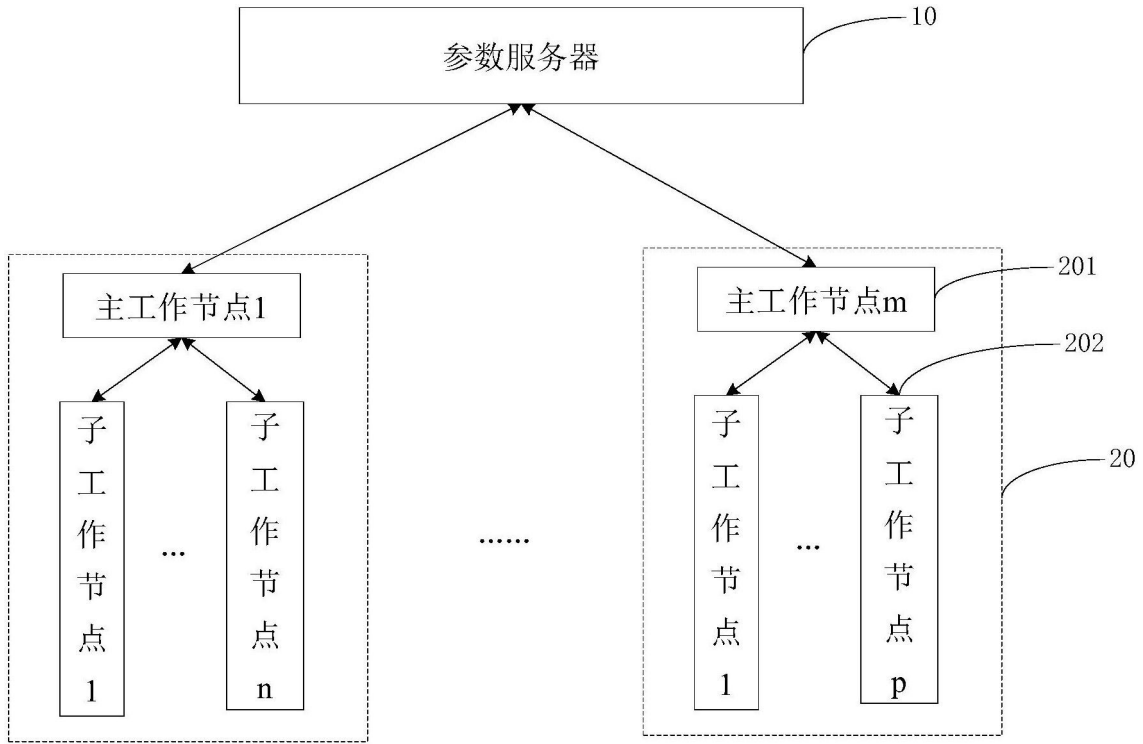 10
参数服务器
201
主工作节点1
主工作节点m
202
子工作节点1
...
子工作节点n
......
子工作节点1
...
子工作节点p
20